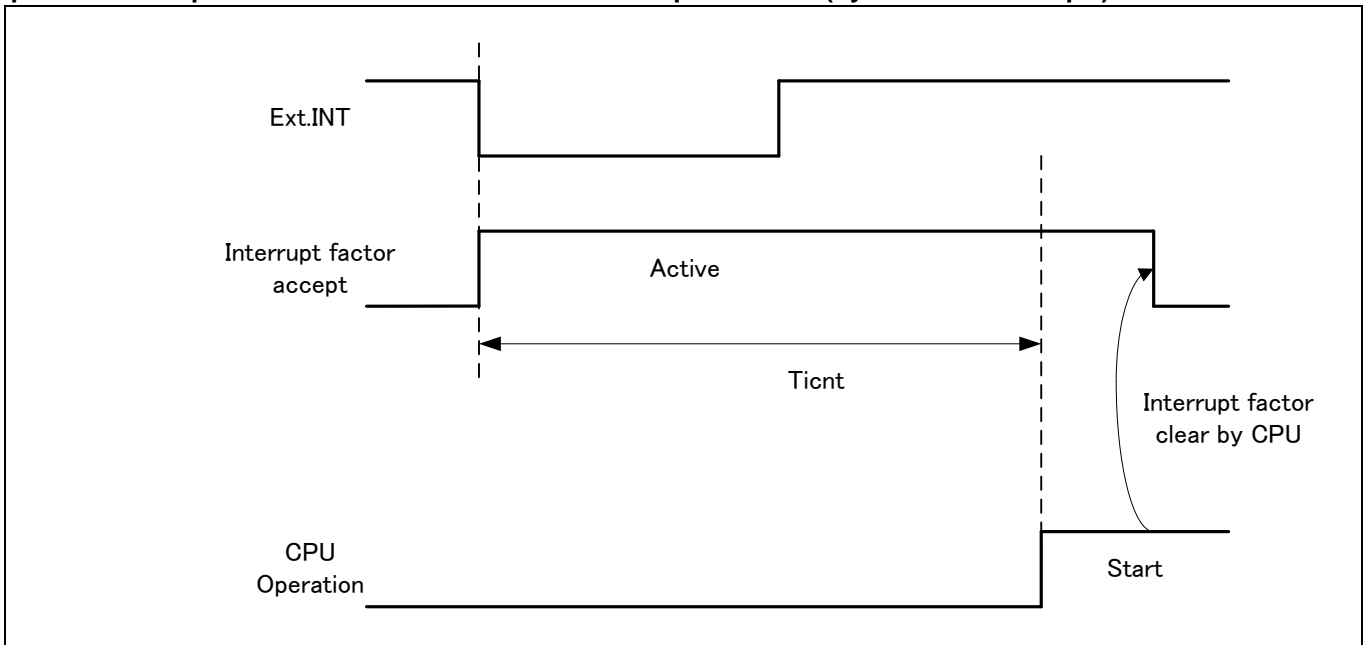 Ext.INT
Interrupt factor
accept
Active
Ticnt
Interrupt factor
clear by CPU
CPU
Operation
Start